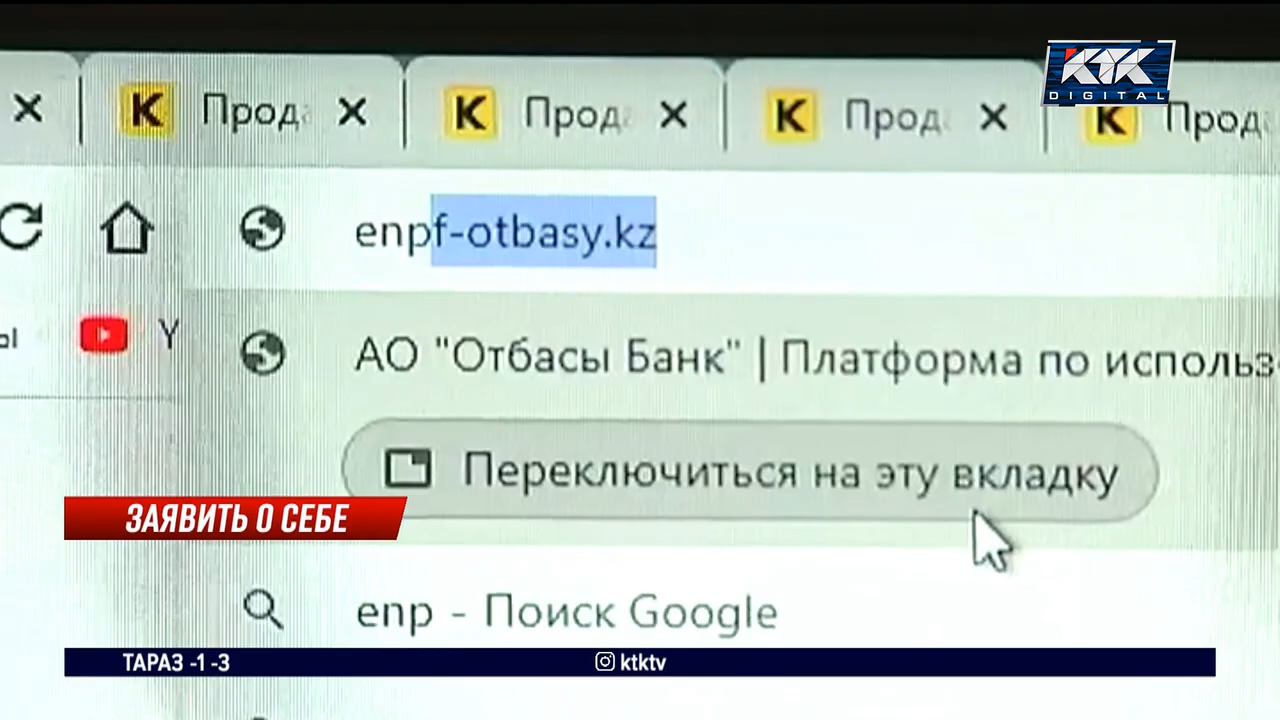 KTK
DIGITAL
K Прод
K Прод
K Прод
K Прод
enpf-otbasy.kz
ы
Y
АО "Отбасы Банк" | Платформа по использ
Переключиться на эту вкладку
ЗАЯВИТЬ О СЕБЕ
enp - Поиск Google
ТАРАЗ -1 -3
ktktv